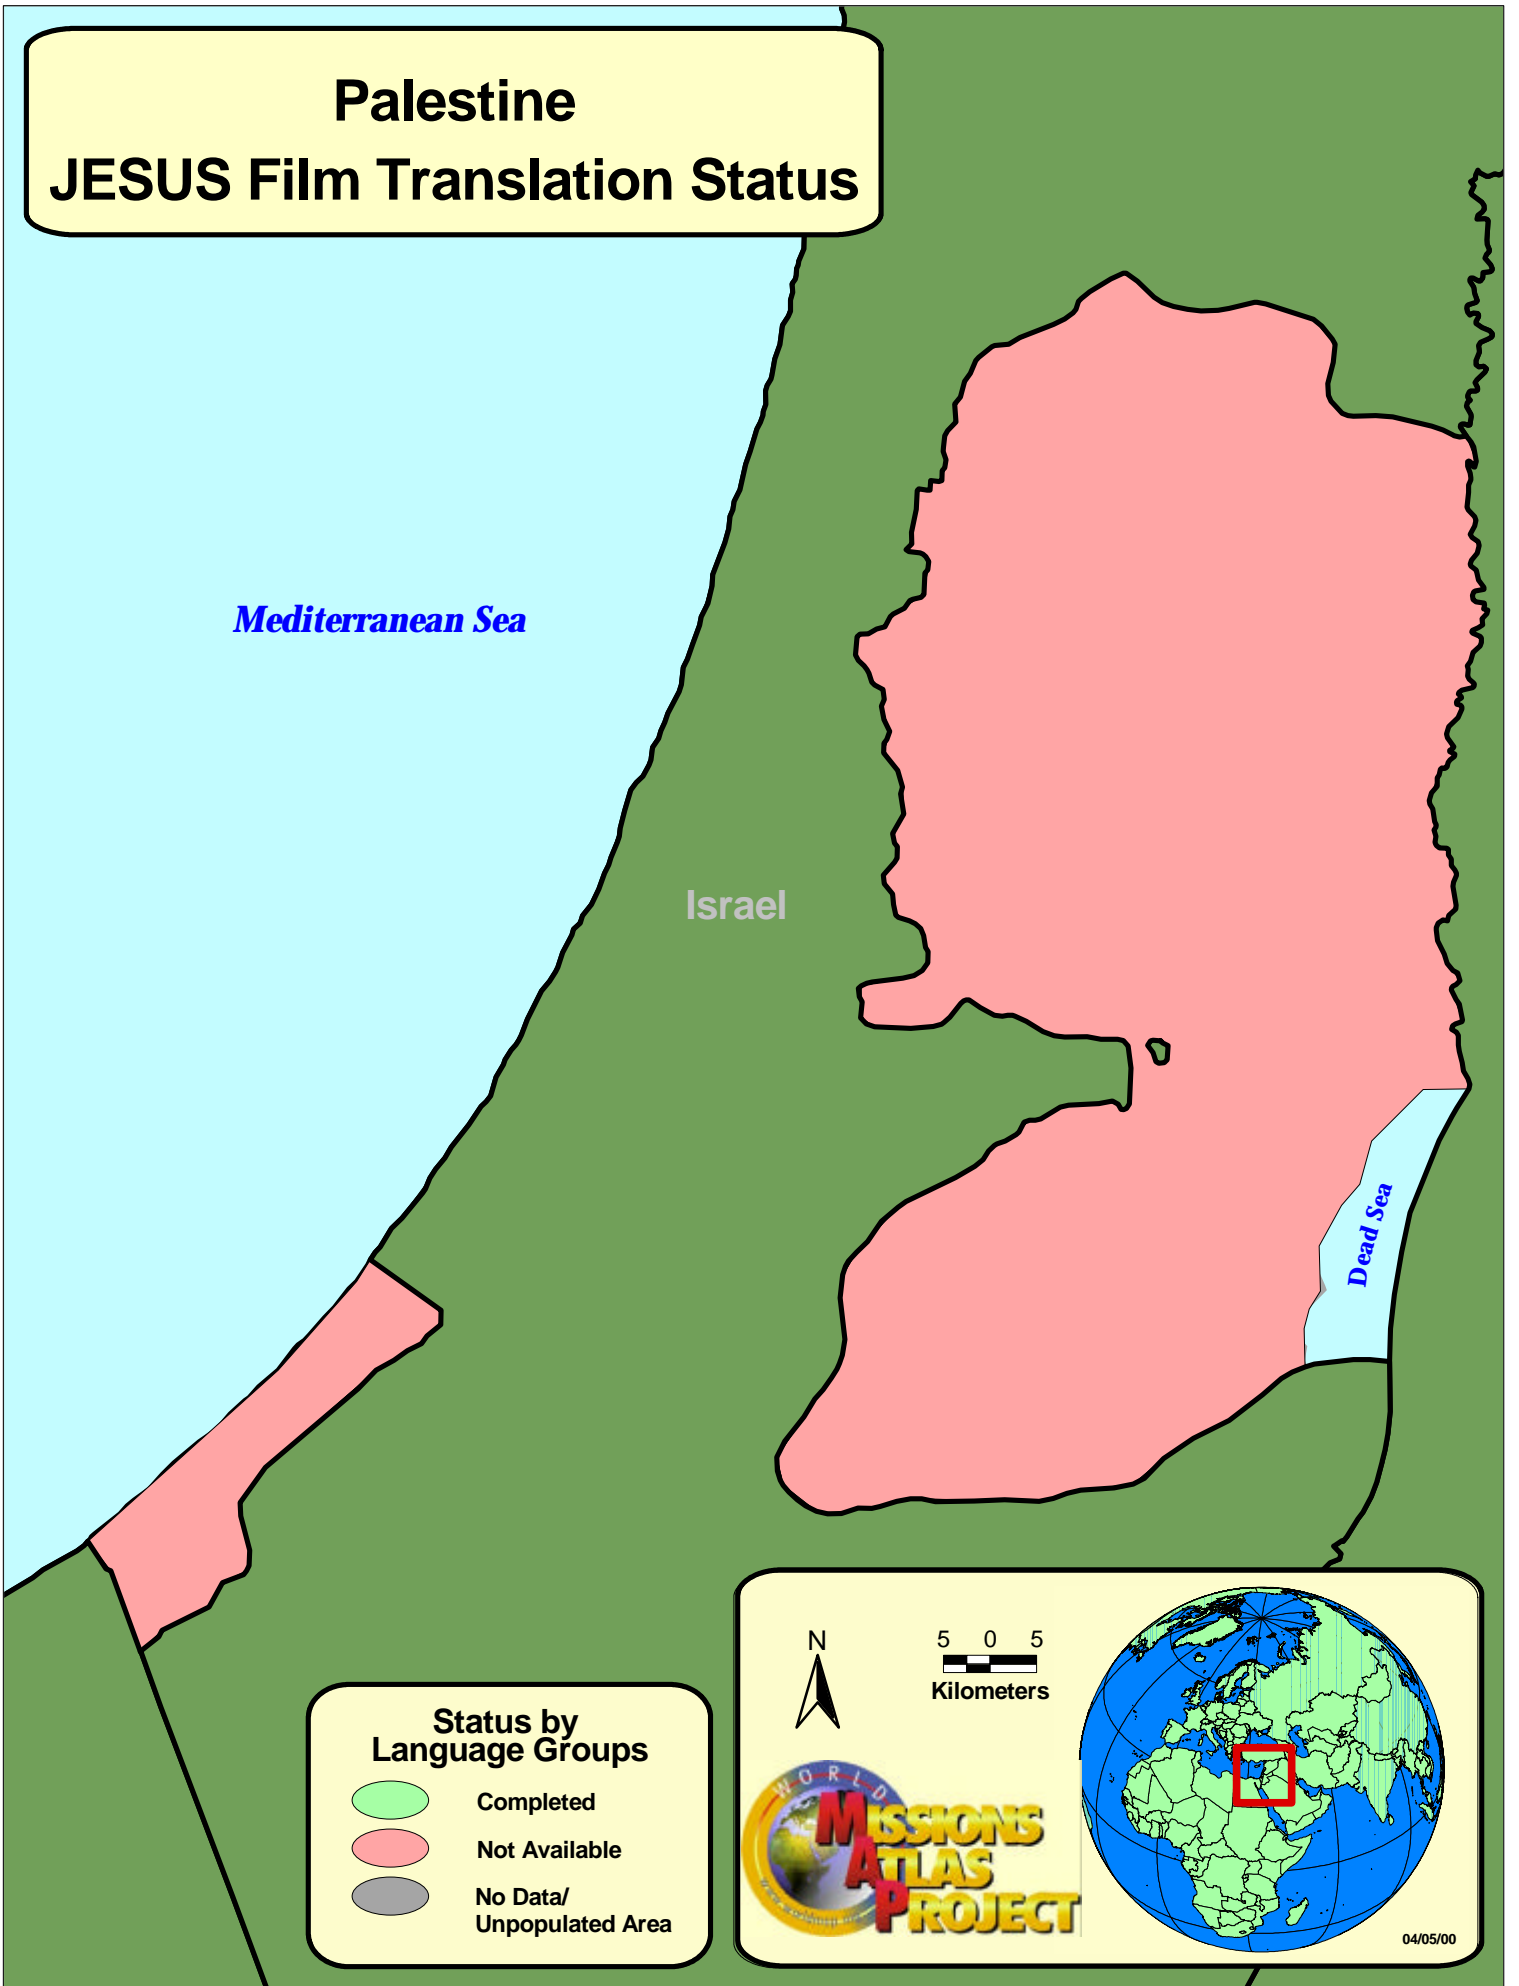 Palestine
JESUS Film Translation Status
Mediterranean Sea
Israel
Dead Sea
Status by
Language Groups
Completed
Not Available
No Data/
Unpopulated Area
N
5 0 5
Kilometers
WORLD
MISSIONS
ATLAS
PROJECT
04/05/00